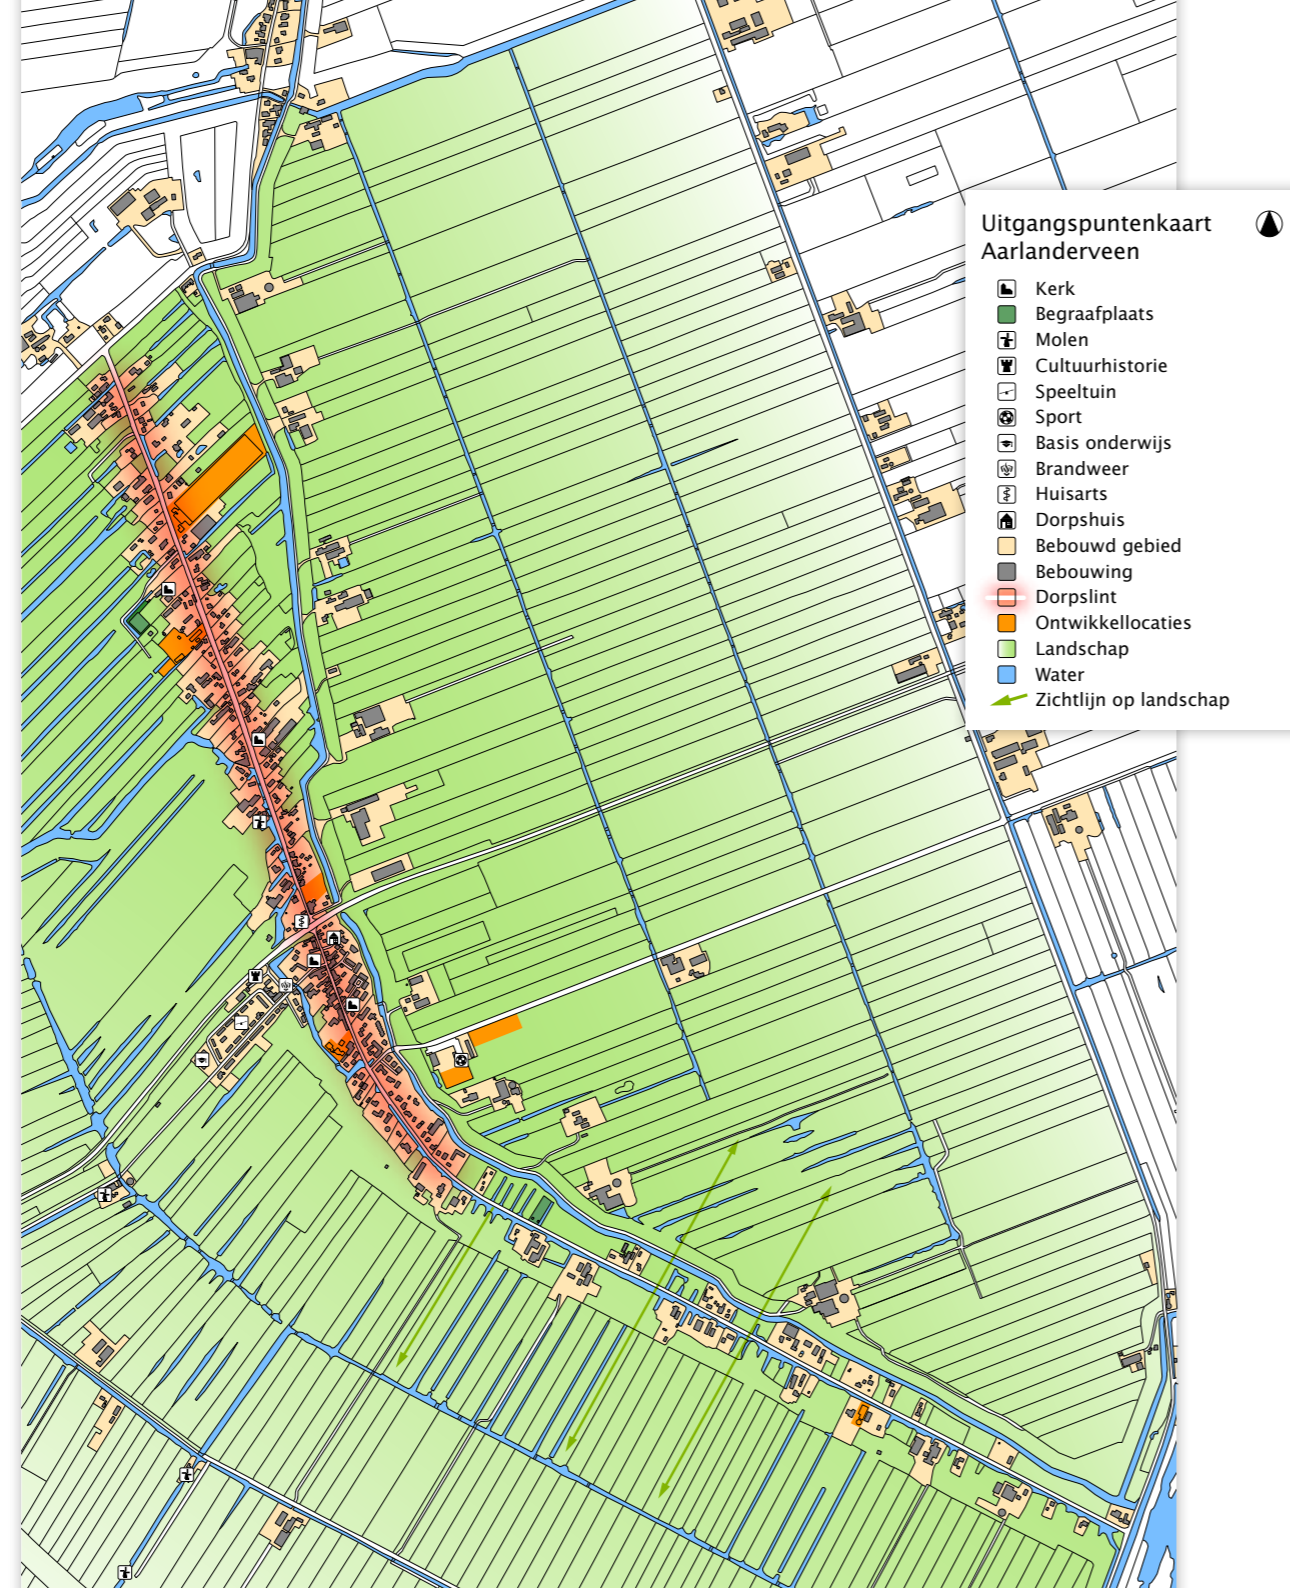 Uitgangspuntenkaart
Aarlanderveen
Kerk
Begraafplaats
Molen
Cultuurhistorie
Speeltuin
Sport
Basis onderwijs
Brandweer
Huisarts
Dorpshuis
Bebouwd gebied
Bebouwing
Dorpslint
Ontwikkellocaties
Landschap
Water
Zichtlijn op landschap